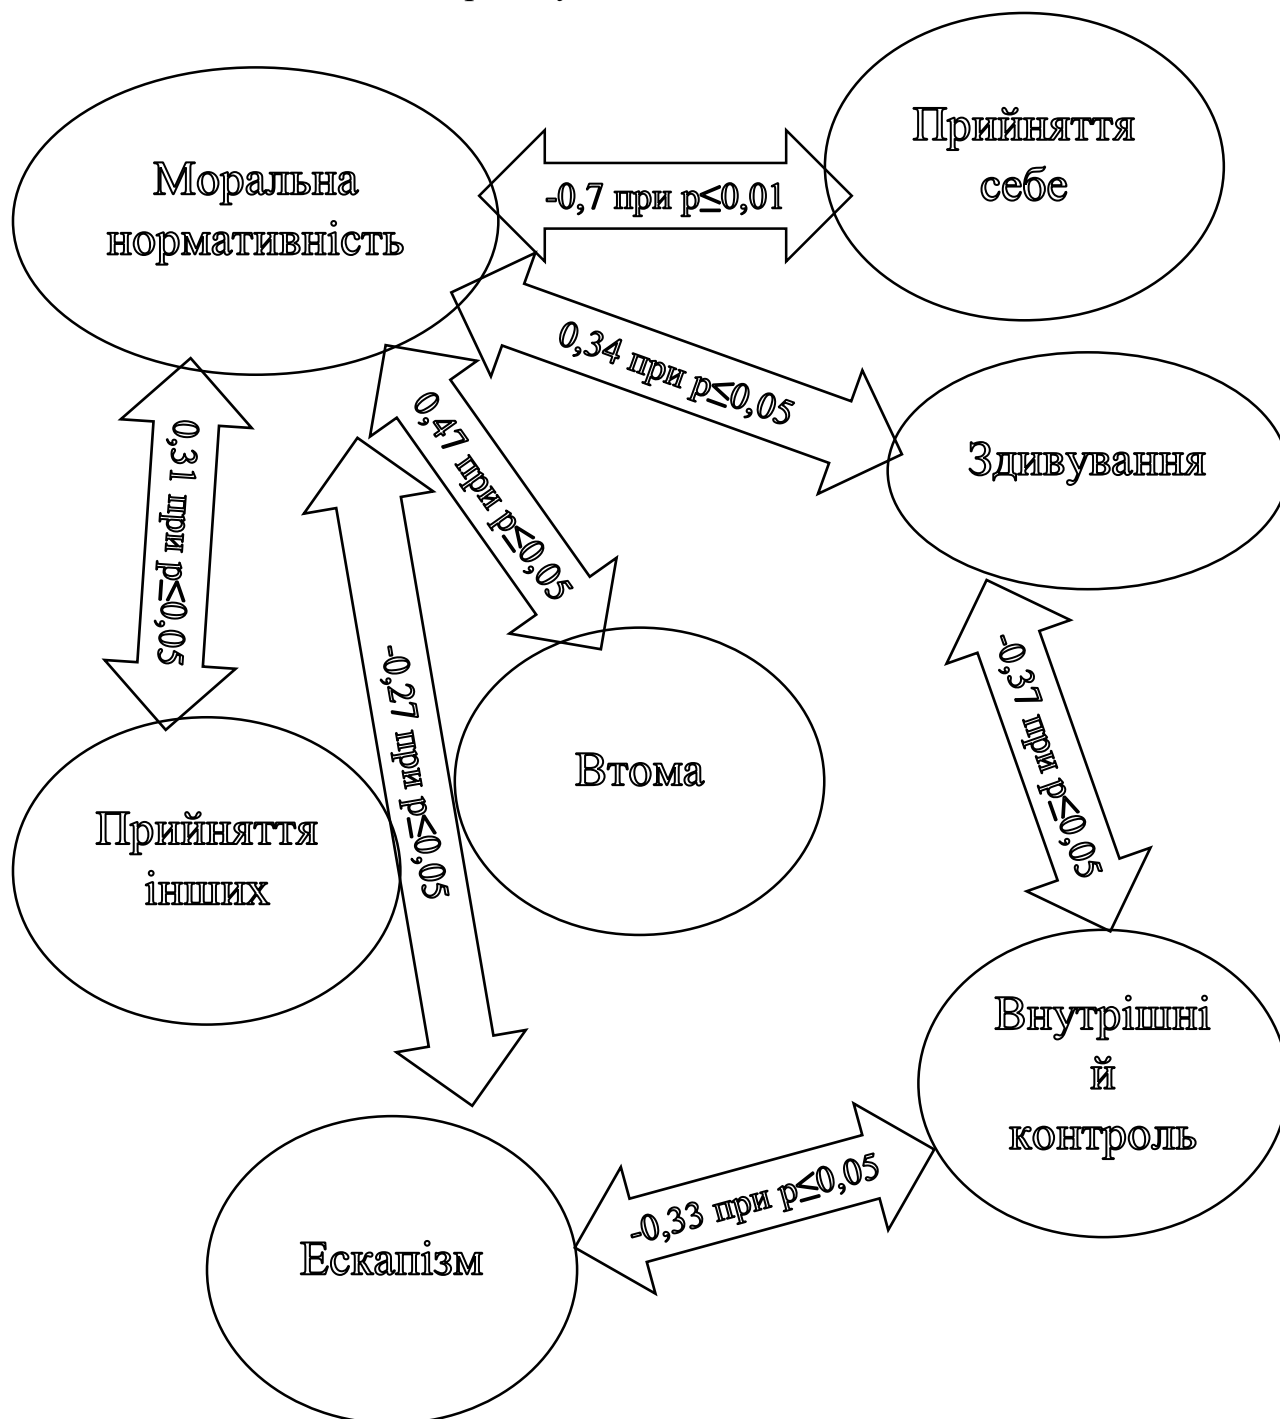 Прийняття
себе
Моральна
нормативність
-0,7 при p≤0,01
0,34 при p≤0,05
0,47 при p≤0,05
0,31 при p≤0,05
Здивування
-0,27 при p≤0,05
-0,37 при p≤0,05
Втома
Прийняття
інших
Внутрішні
й
контроль
-0,33 при p≤0,05
Ескапізм